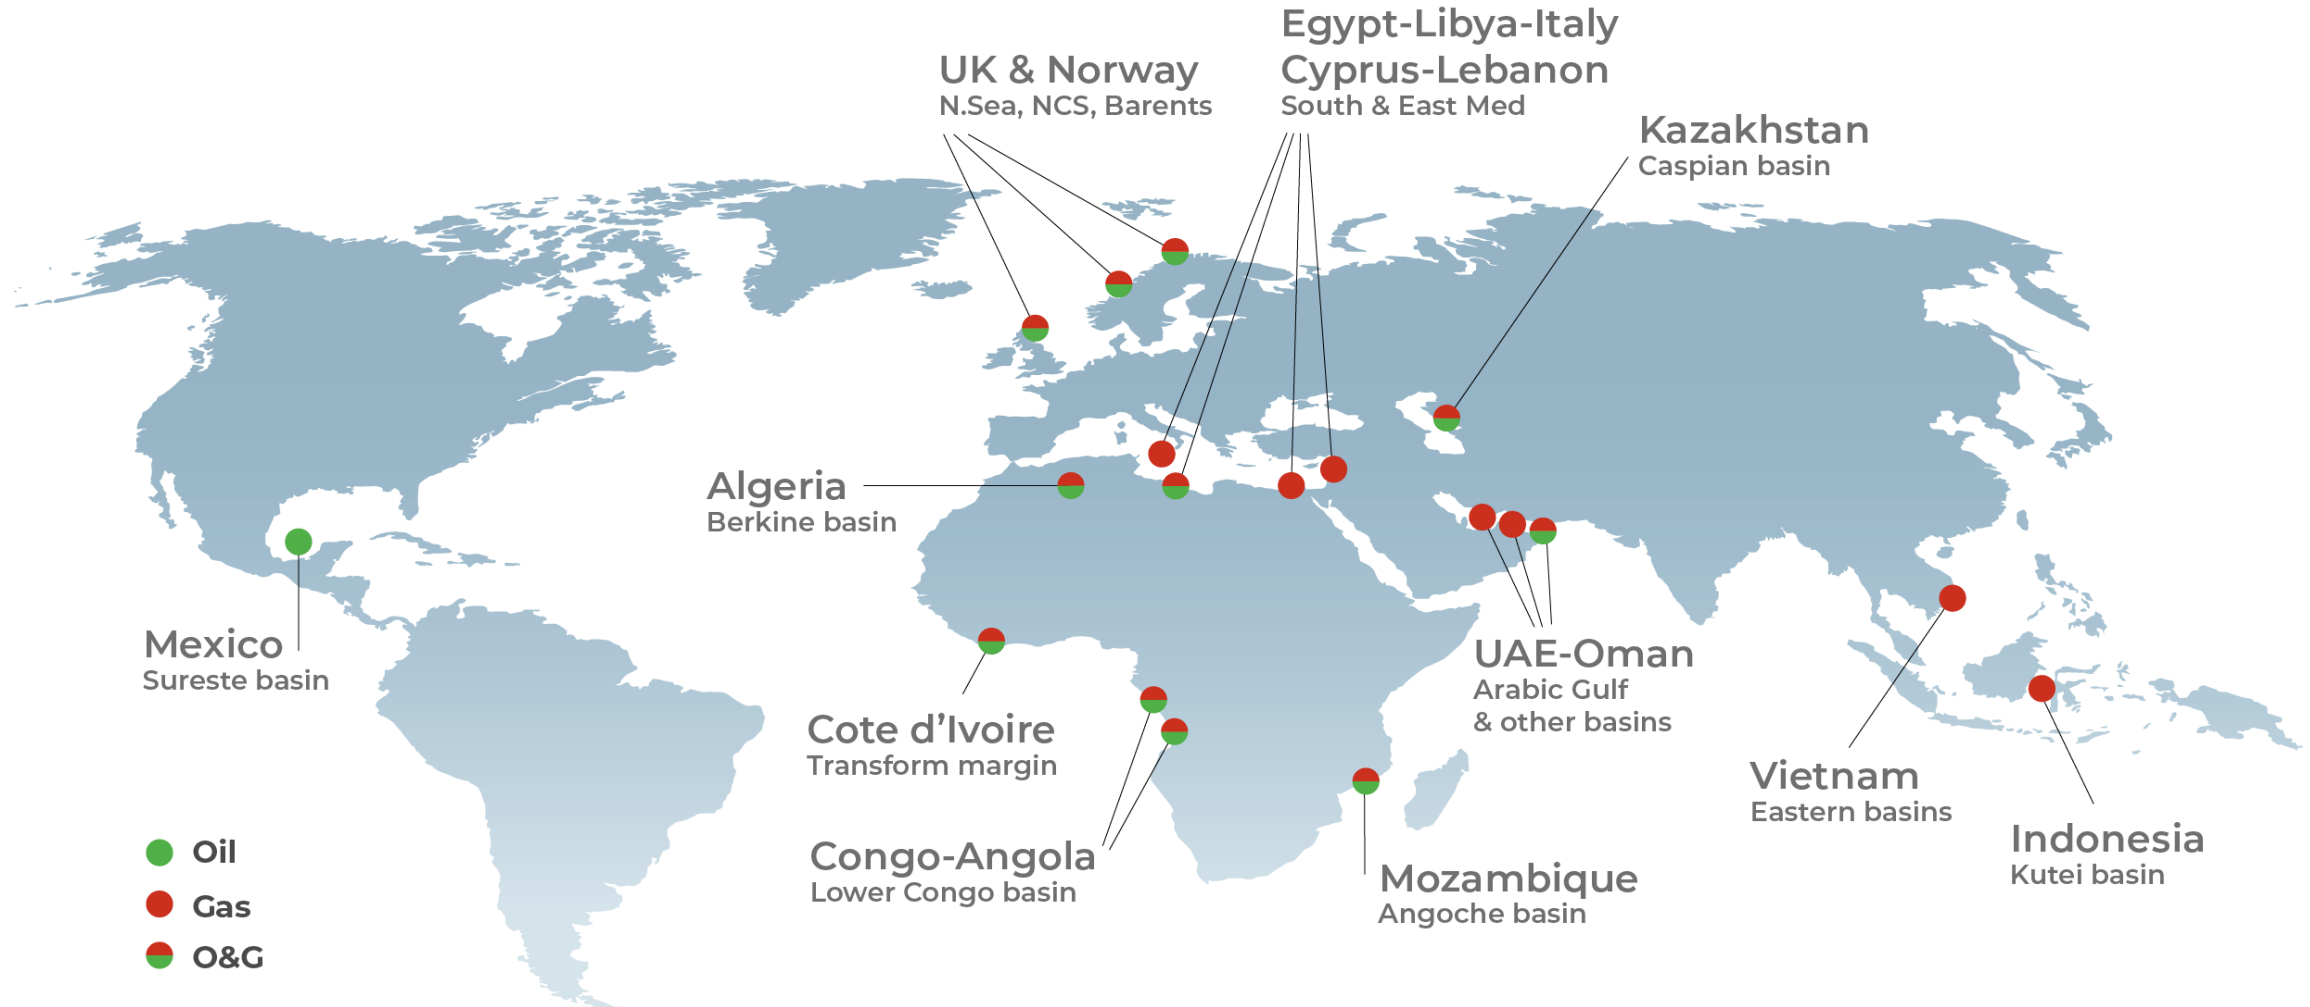 Egypt-Libya-Italy
UK & Norway
Cyprus-Lebanon
N.Sea, NCS, Barents
South & East Med
Kazakhstan
Caspian basin
Algeria
Berkine basin
Mexico
Sureste basin
UAE-Oman
Arabic Gulf
& other basins
Cote d’Ivoire
Transform margin
Vietnam
Eastern basins
Indonesia
Kutei basin
Congo-Angola
Lower Congo basin
Mozambique
Angoche basin
Oil
Gas
O&G